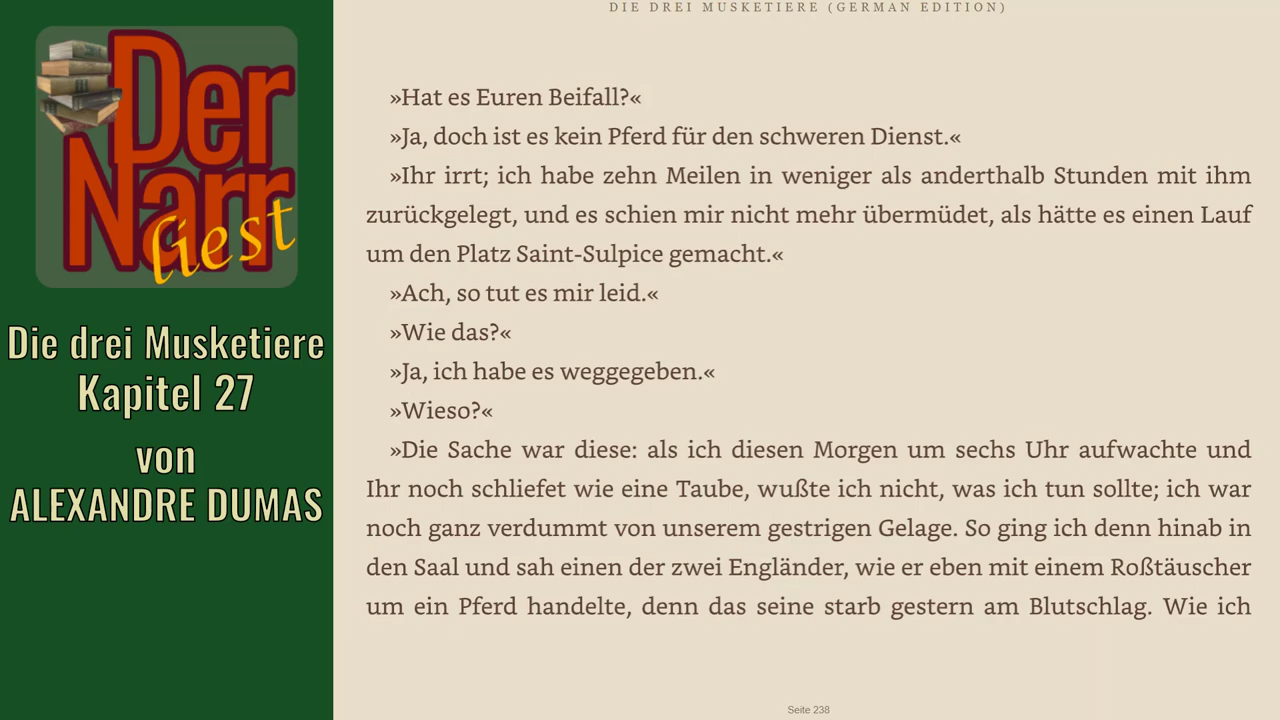 Der
Narr
liest
Die drei Musketiere
Kapitel 27
von
ALEXANDRE DUMAS
DIE DREI MUSKETIERE (GERMAN EDITION)
»Hat es Euren Beifall?«
»Ja, doch ist es kein Pferd für den schweren Dienst.«
»Ihr irrt; ich habe zehn Meilen in weniger als anderthalb Stunden mit ihm
zurückgelegt, und es schien mir nicht mehr übermüdet, als hätte es einen Lauf
um den Platz Saint-Sulpice gemacht.«
»Ach, so tut es mir leid.«
»Wie das?«
»Ja, ich habe es weggegeben.«
»Wieso?«
»Die Sache war diese: als ich diesen Morgen um sechs Uhr aufwachte und
Ihr noch schliefet wie eine Taube, wußte ich nicht, was ich tun sollte; ich war
noch ganz verdummt von unserem gestrigen Gelage. So ging ich denn hinab in
den Saal und sah einen der zwei Engländer, wie er eben mit einem Roßtäuscher
um ein Pferd handelte, denn das seine starb gestern am Blutschlag. Wie ich
Seite 238